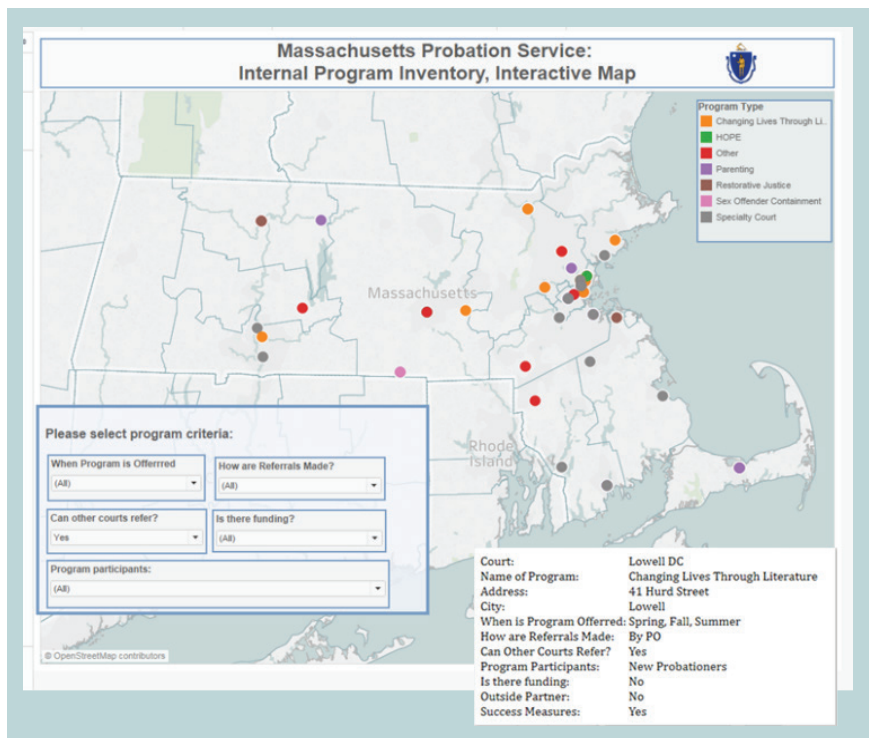 Massachusetts Probation Service:
Internal Program Inventory, Interactive Map
Program Type
Changing Lives Through Li..
HOPE
Other
Parenting
Restorative Justice
Sex Offender Containment
Specialty Court
Massachusetts
Rhode
Island
Please select program criteria:
When Program is Offerrred
(All)
How are Referrals Made?
(All)
Can other courts refer?
Yes
Is there funding?
(All)
Program participants:
(All)
© OpenStreetMap contributors
Court: Lowell DC
Name of Program: Changing Lives Through Literature
Address: 41 Hurd Street
City: Lowell
When is Program Offerred: Spring, Fall, Summer
How are Referrals Made: By PO
Can Other Courts Refer? Yes
Program Participants: New Probationers
Is there funding: No
Outside Partner: No
Success Measures: Yes